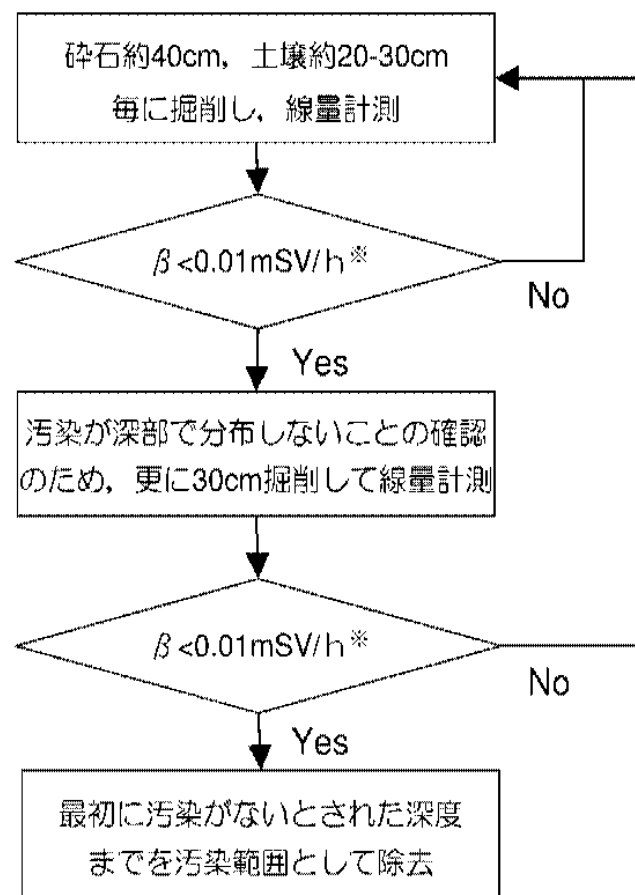 砕石約40cm，土壌約20-30cm
毎に掘削し，線量計測
β<0.01mSV/h※
No
Yes
汚染が深部で分布しないことの確認
のため，更に30cm掘削して線量計測
β<0.01mSV/h※
No
Yes
最初に汚染がないとされた深度
までを汚染範囲として除去